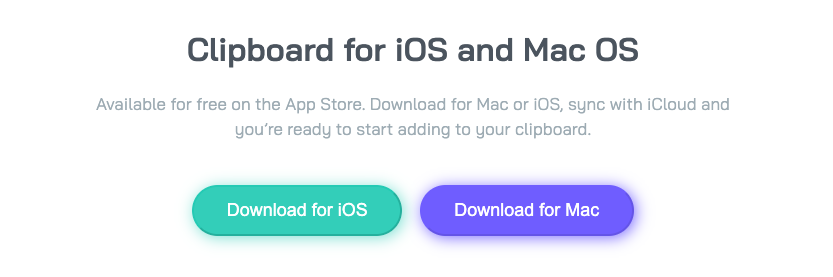 Clipboard for iOS and Mac OS
Available for free on the App Store. Download for Mac or iOS, sync with iCloud and
you’re ready to start adding to your clipboard.
Download for iOS
Download for Mac